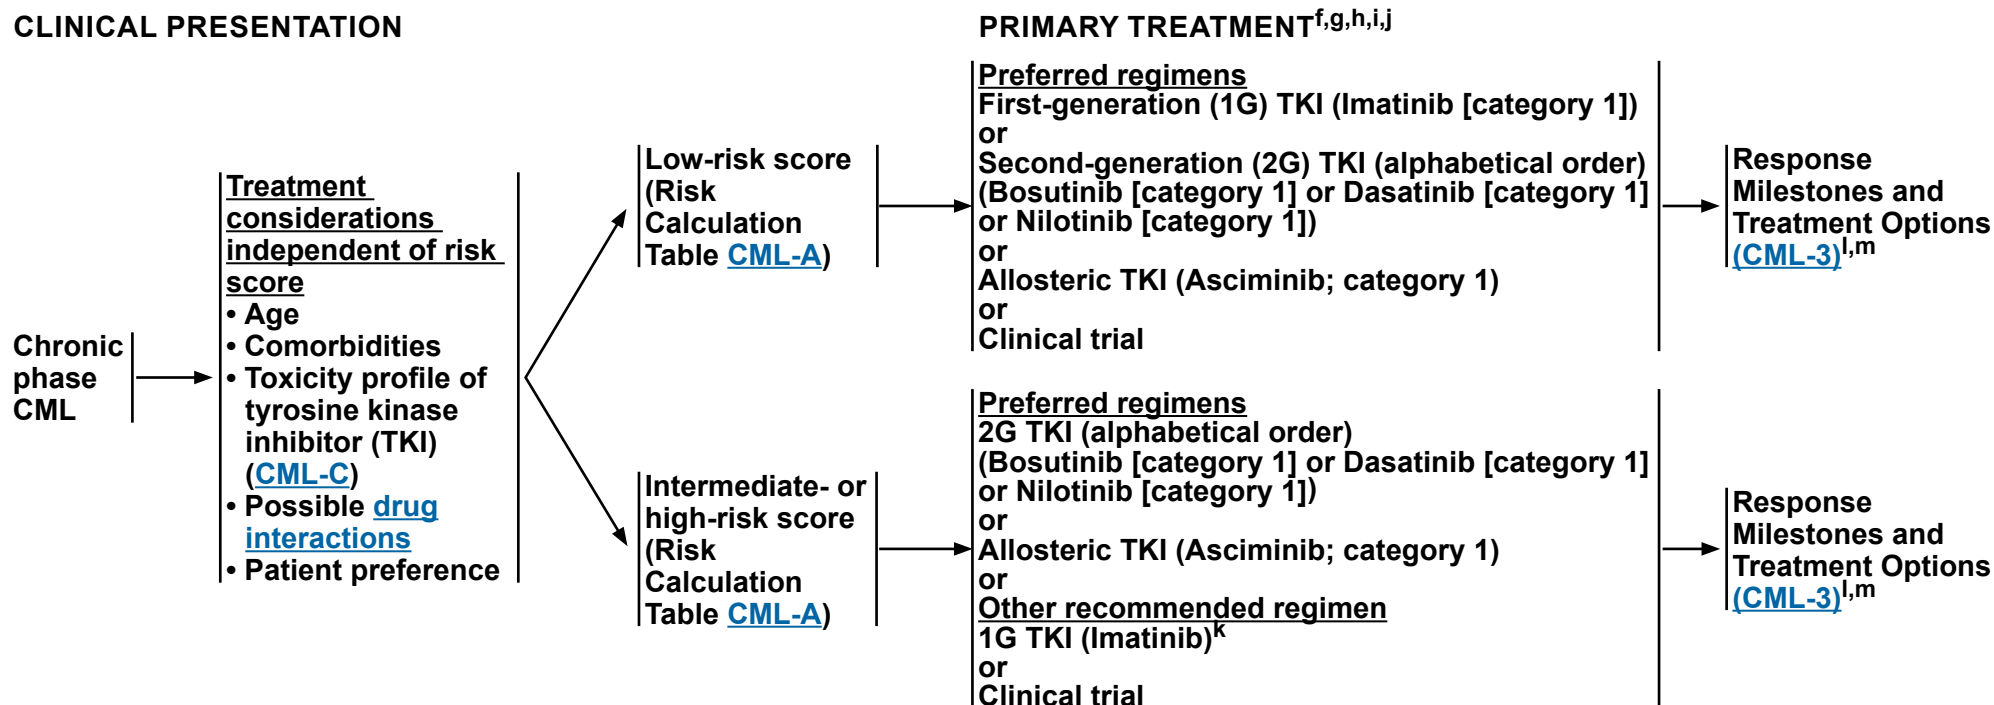 CLINICAL PRESENTATION
PRIMARY TREATMENTf,g,h,i,j
Chronic
phase
CML
Treatment
considerations
independent of risk
score
• Age
• Comorbidities
• Toxicity profile of
tyrosine kinase
inhibitor (TKI)
(CML-C)
• Possible drug
interactions
• Patient preference
Low-risk score
(Risk
Calculation
Table CML-A)
Preferred regimens
First-generation (1G) TKI (Imatinib [category 1])
or
Second-generation (2G) TKI (alphabetical order)
(Bosutinib [category 1] or Dasatinib [category 1]
or Nilotinib [category 1])
or
Allosteric TKI (Asciminib; category 1)
or
Clinical trial
Response
Milestones and
Treatment Options
(CML-3)l,m
Intermediate- or
high-risk score
(Risk
Calculation
Table CML-A)
Preferred regimens
2G TKI (alphabetical order)
(Bosutinib [category 1] or Dasatinib [category 1]
or Nilotinib [category 1])
or
Allosteric TKI (Asciminib; category 1)
or
Other recommended regimen
1G TKI (Imatinib)k
or
Clinical trial
Response
Milestones and
Treatment Options
(CML-3)l,m